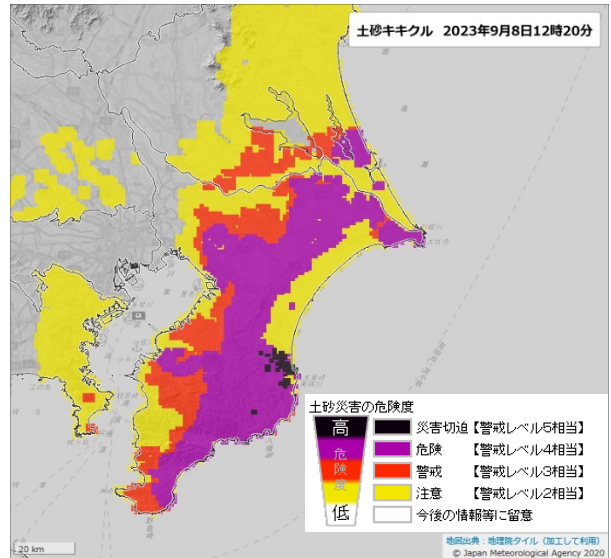 土砂キキクル 2023年9月8日12時20分
土砂災害の危険度
高
危険度
低
災害切迫【警戒レベル5相当】
危険 【警戒レベル4相当】
警戒 【警戒レベル3相当】
注意 【警戒レベル2相当】
今後の情報等に留意
20 km
地図出典：地理院タイル（加工して利用）
© Japan Meteorological Agency 2020